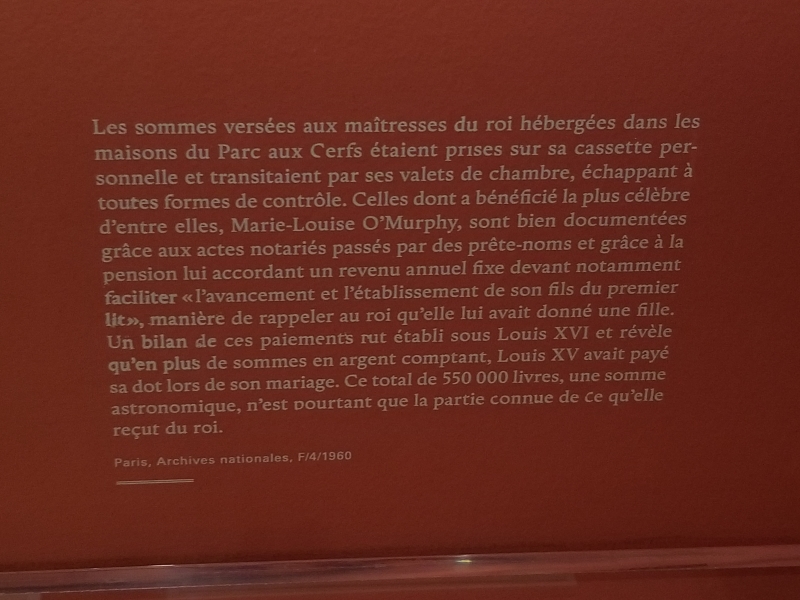 Les sommes versées aux maîtresses du roi hébergées dans les
maisons du Parc aux Cerfs étaient prises sur sa cassette per-
sonnelle et transitaient par ses valets de chambre, échappant à
toutes formes de contrôle. Celles dont a bénéficié la plus célèbre
d'entre elles, Marie-Louise O'Murphy, sont bien documentées
grâce aux actes notariés passés par des prête-noms et grâce à la
pension lui accordant un revenu annuel fixe devant notamment
faciliter «l'avancement et l'établissement de son fils du premier
lit», manière de rappeler au roi qu'elle lui avait donné une fille.
Un bilan de ces paiements fut établi sous Louis XVI et révèle
qu'en plus de sommes en argent comptant, Louis XV avait payé
sa dot lors de son mariage. Ce total de 550 000 livres, une somme
astronomique, n'est pourtant que la partie connue de ce qu'elle
reçut du roi.
Paris, Archives nationales, F/4/1960